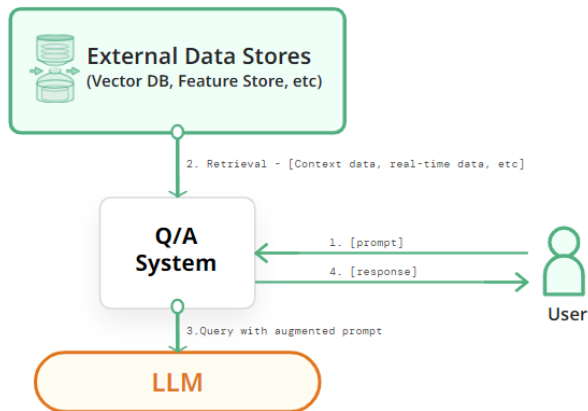 External Data Stores
(Vector DB, Feature Store, etc)
2. Retrieval - [Context data, real-time data, etc]
Q/A
System
1. [prompt]
4. [response]
User
3.Query with augmented prompt
LLM